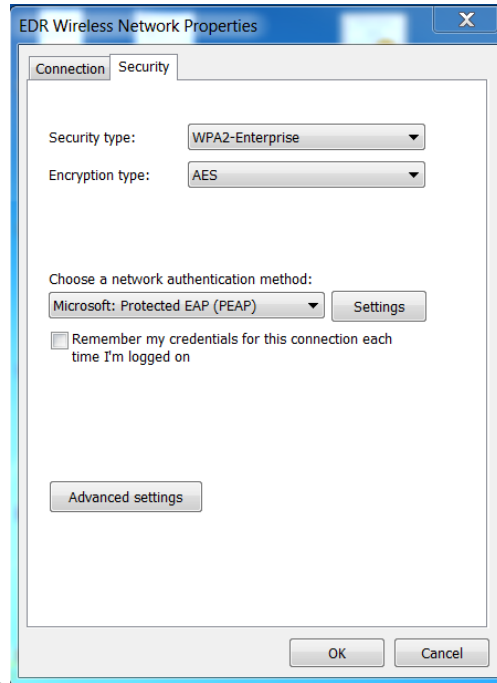 EDR Wireless Network Properties
X
Connection Security
Security type: WPA2-Enterprise
Encryption type: AES
Choose a network authentication method:
Microsoft: Protected EAP (PEAP) Settings
Remember my credentials for this connection each
time I'm logged on
Advanced settings
OK Cancel